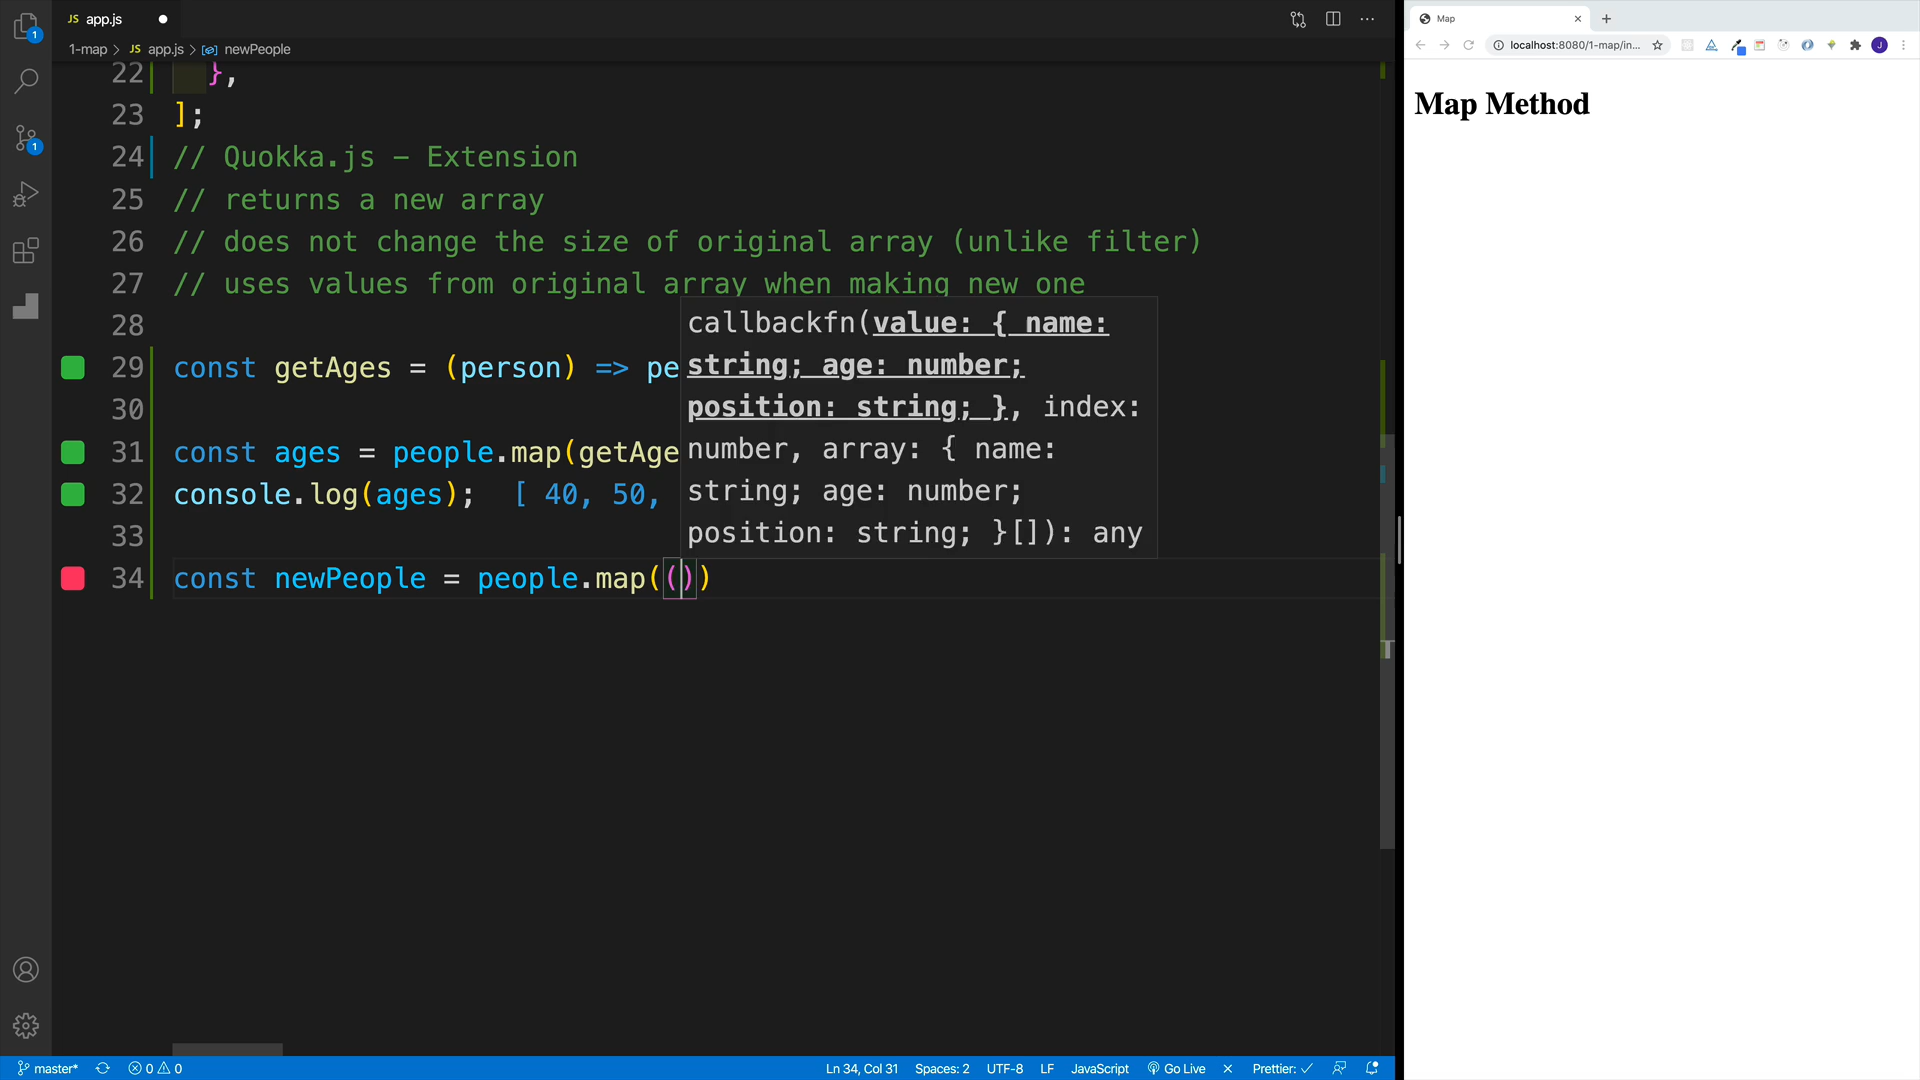 JS app.js
1-map > JS app.js > newPeople
Map
localhost:8080/1-map/in...
J
1
1
Map Method
22 },
23 ];
24 // Quokka.js – Extension
25 // returns a new array
26 // does not change the size of original array (unlike filter)
27 // uses values from original array when making new one
28
29 const getAges = (person) => pe
30
31 const ages = people.map(getAge
32 console.log(ages); [ 40, 50,
33
34 const newPeople = people.map(())
callbackfn(value: { name:
string; age: number;
position: string; }, index:
number, array: { name:
string; age: number;
position: string; }[]): any
master* 0 0 Ln 34, Col 31 Spaces: 2 UTF-8 LF JavaScript Go Live Prettier: ✓